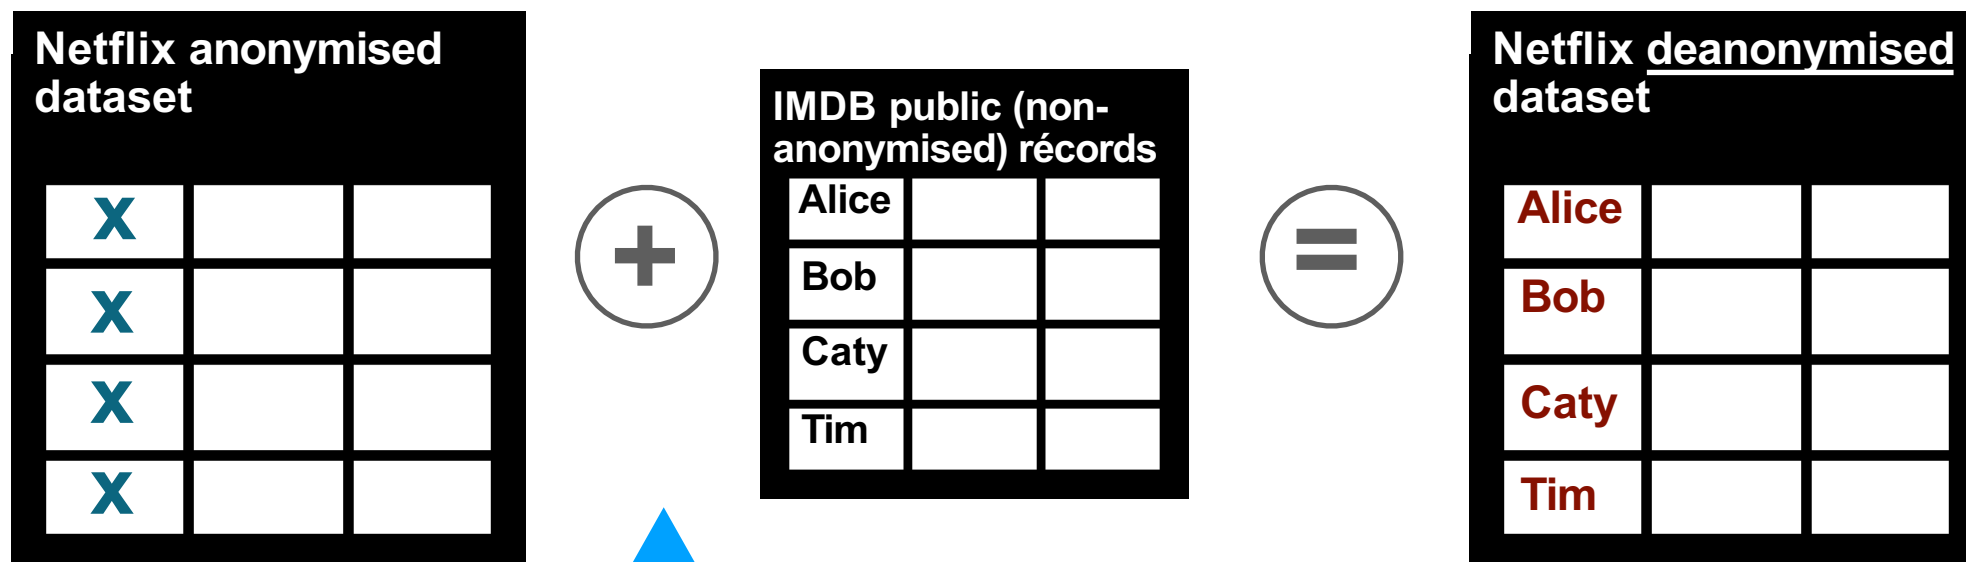 Netflix anonymised
dataset
X
X
X
X
+
IMDB public (non-
anonymised) récords
Alice
Bob
Caty
Tim
=
Netflix deanonymised
dataset
Alice
Bob
Caty
Tim